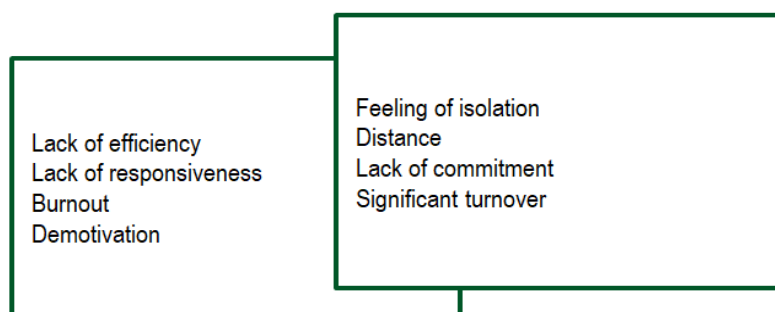 Lack of efficiency
Lack of responsiveness
Burnout
Demotivation
Feeling of isolation
Distance
Lack of commitment
Significant turnover